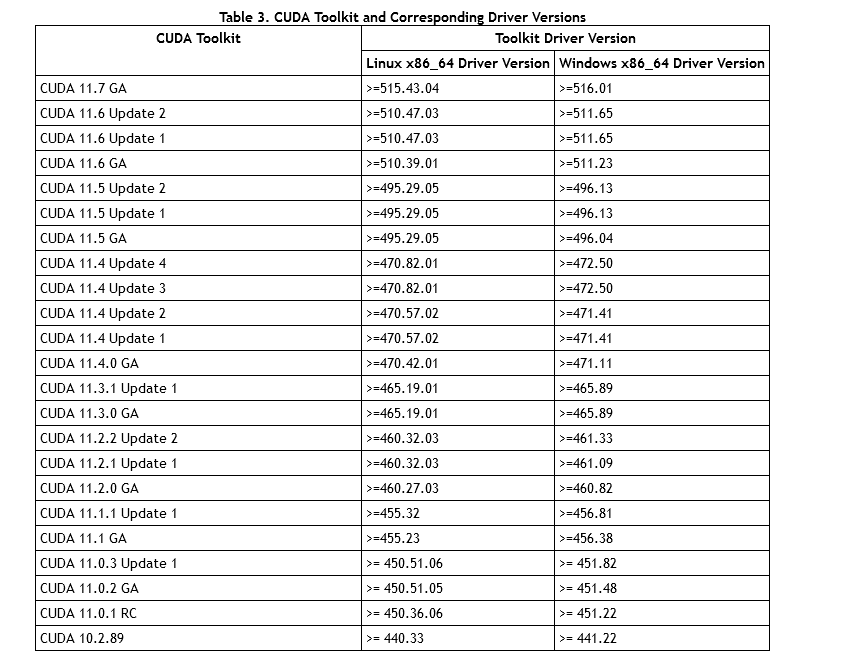 Table 3. CUDA Toolkit and Corresponding Driver Versions
CUDA Toolkit Toolkit Driver Version
Linux x86_64 Driver Version Windows x86_64 Driver Version
CUDA 11.7 GA >=515.43.04 >=516.01
CUDA 11.6 Update 2 >=510.47.03 >=511.65
CUDA 11.6 Update 1 >=510.47.03 >=511.65
CUDA 11.6 GA >=510.39.01 >=511.23
CUDA 11.5 Update 2 >=495.29.05 >=496.13
CUDA 11.5 Update 1 >=495.29.05 >=496.13
CUDA 11.5 GA >=495.29.05 >=496.04
CUDA 11.4 Update 4 >=470.82.01 >=472.50
CUDA 11.4 Update 3 >=470.82.01 >=472.50
CUDA 11.4 Update 2 >=470.57.02 >=471.41
CUDA 11.4 Update 1 >=470.57.02 >=471.41
CUDA 11.4.0 GA >=470.42.01 >=471.11
CUDA 11.3.1 Update 1 >=465.19.01 >=465.89
CUDA 11.3.0 GA >=465.19.01 >=465.89
CUDA 11.2.2 Update 2 >=460.32.03 >=461.33
CUDA 11.2.1 Update 1 >=460.32.03 >=461.09
CUDA 11.2.0 GA >=460.27.03 >=460.82
CUDA 11.1.1 Update 1 >=455.32 >=456.81
CUDA 11.1 GA >=455.23 >=456.38
CUDA 11.0.3 Update 1 >= 450.51.06 >= 451.82
CUDA 11.0.2 GA >= 450.51.05 >= 451.48
CUDA 11.0.1 RC >= 450.36.06 >= 451.22
CUDA 10.2.89 >= 440.33 >= 441.22